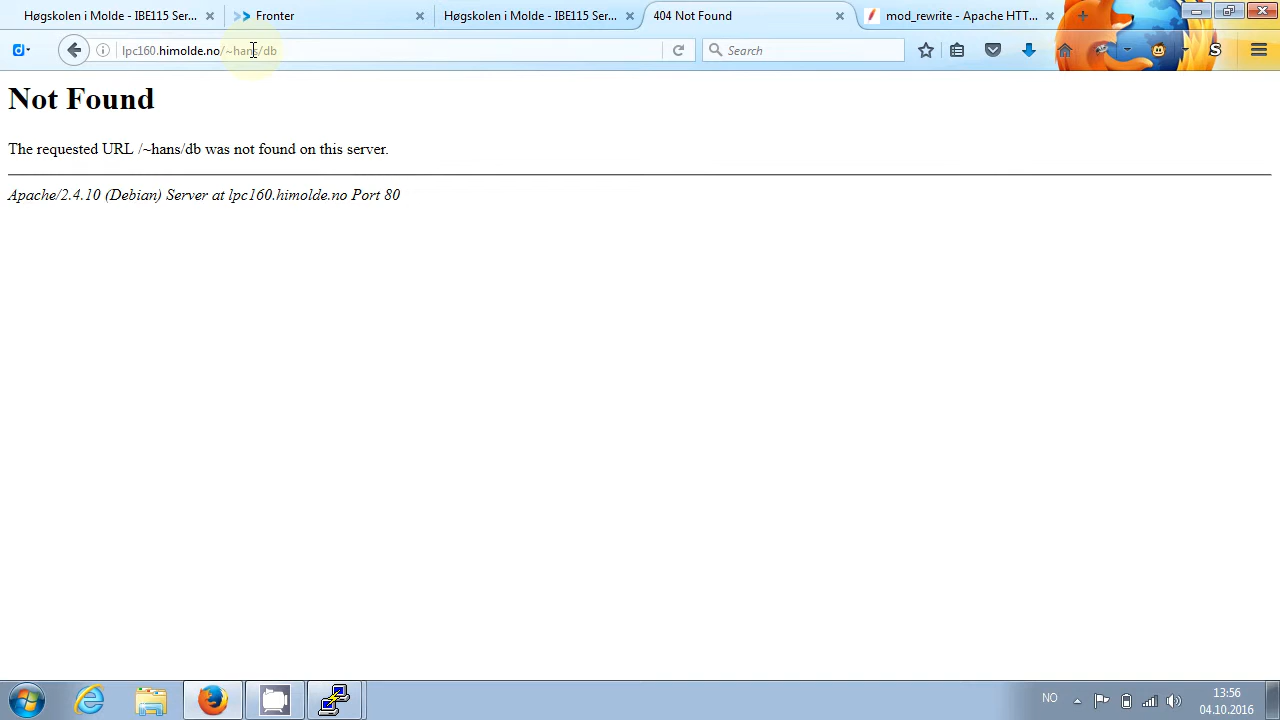 Høgskolen i Molde - IBE115 Ser...
Fronter
Høgskolen i Molde - IBE115 Ser...
404 Not Found
mod_rewrite - Apache HTT...
lpc160.himolde.no/~hans/db
Search
Not Found
The requested URL /~hans/db was not found on this server.
Apache/2.4.10 (Debian) Server at lpc160.himolde.no Port 80
NO
13:56
04.10.2016